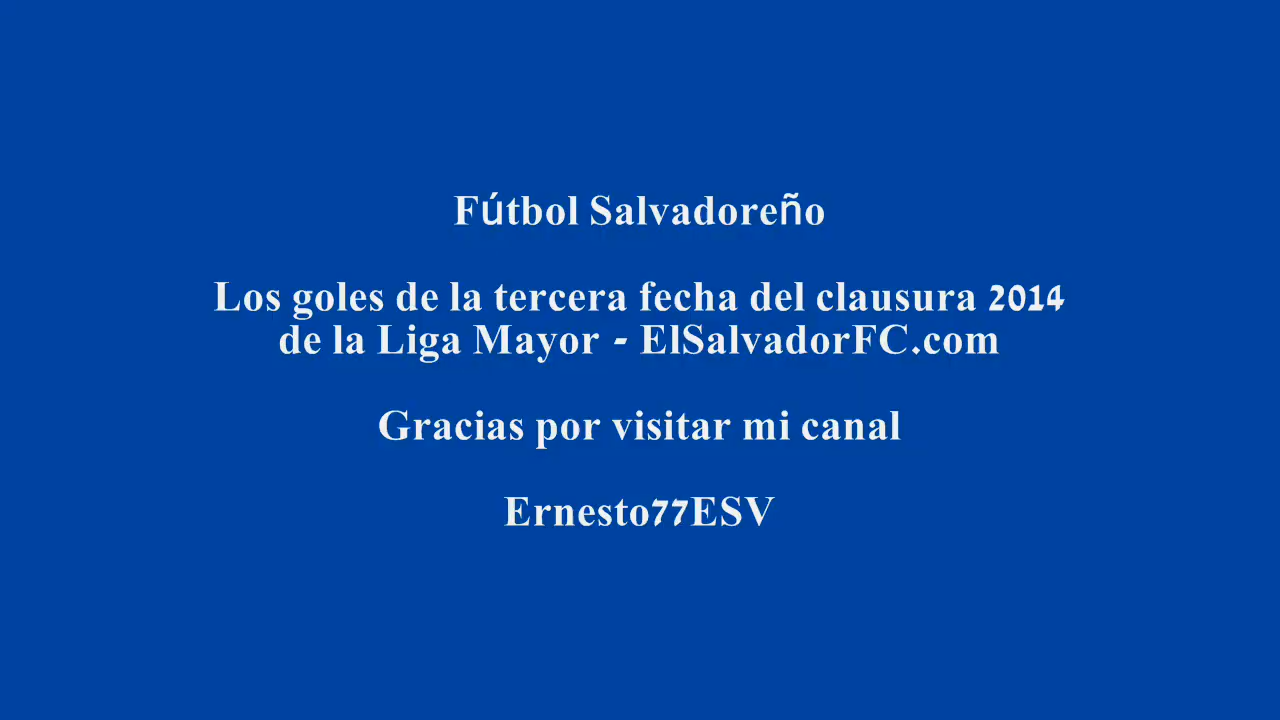 Fútbol Salvadoreño
Los goles de la tercera fecha del clausura 2014
de la Liga Mayor - ElSalvadorFC.com
Gracias por visitar mi canal
Ernesto77ESV